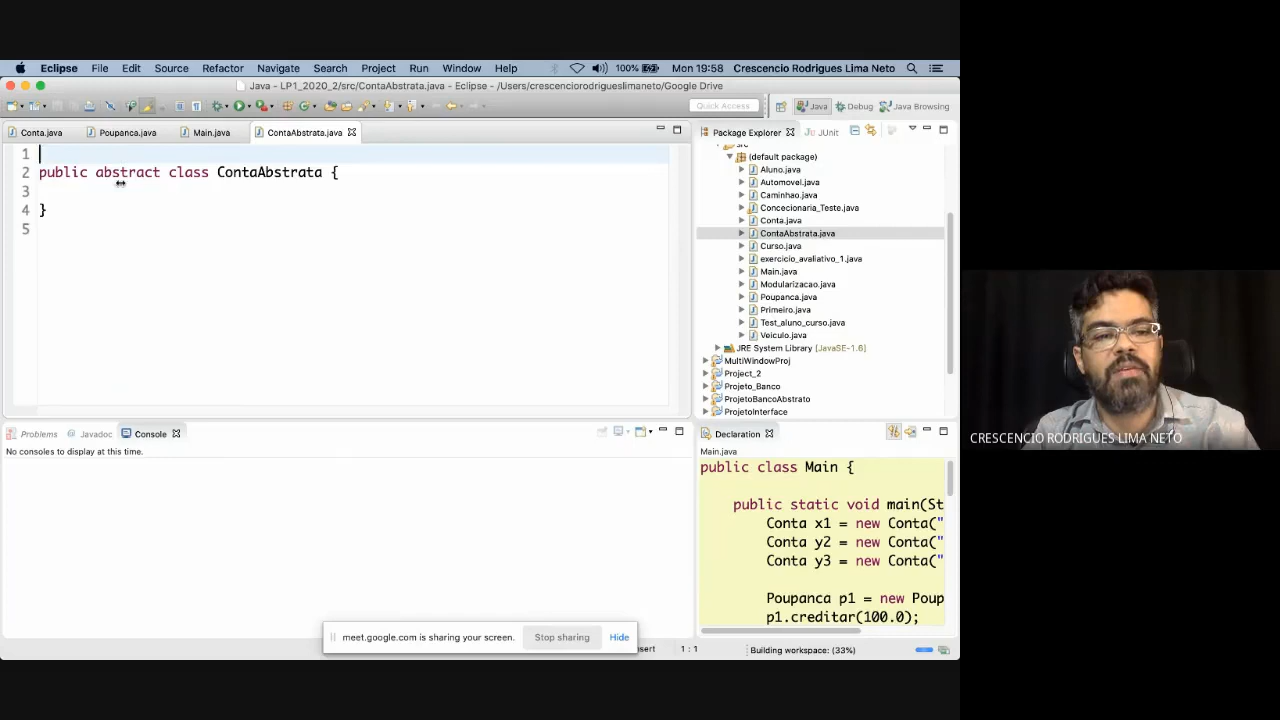 Eclipse File Edit Source Refactor Navigate Search Project Run Window Help 100% Mon 19:58 Crescencio Rodrigues Lima Neto
Java - LP1_2020_2/src/ContaAbstrata.java - Eclipse - /Users/crescenciorodrigueslimaneto/Google Drive
Quick Access Java Debug Java Browsing
Conta.java Poupanca.java Main.java ContaAbstrata.java
1
2 public abstract class ContaAbstrata {
3
4 }
5
Package Explorer JUnit
src
(default package)
Aluno.java
Automovel.java
Caminhao.java
Concecionaria_Teste.java
Conta.java
ContaAbstrata.java
Curso.java
exercicio_avaliativo_1.java
Main.java
Modularizacao.java
Poupanca.java
Primeiro.java
Test_aluno_curso.java
Veiculo.java
JRE System Library [JavaSE-1.6]
MultiWindowProj
Project_2
Projeto_Banco
ProjetoBancoAbstrato
ProjetoInterface
Problems Javadoc Console
No consoles to display at this time.
Declaration
Main.java
public class Main {
public static void main(St
Conta x1 = new Conta("
Conta y2 = new Conta("
Conta y3 = new Conta("
Poupanca p1 = new Poup
p1.creditar(100.0);
meet.google.com is sharing your screen. Stop sharing Hide
1 : 1 Building workspace: (33%)
CRESCENCIO RODRIGUES LIMA NETO